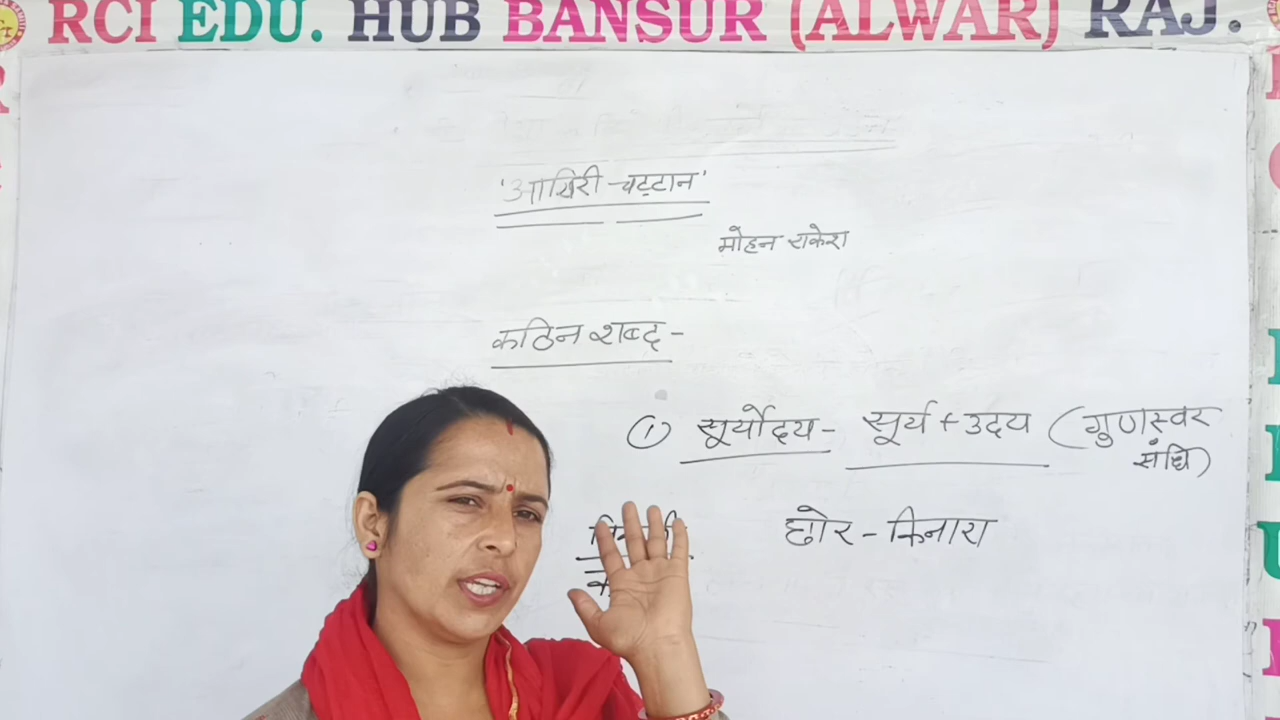 RCI EDU. HUB BANSUR (ALWAR) RAJ.
'आखिरी चट्टान'
मोहन राकेश
कठिन शब्द -
① सूर्योदय - सूर्य + उदय (गुणस्वर
संधि)
छोर - किनारा